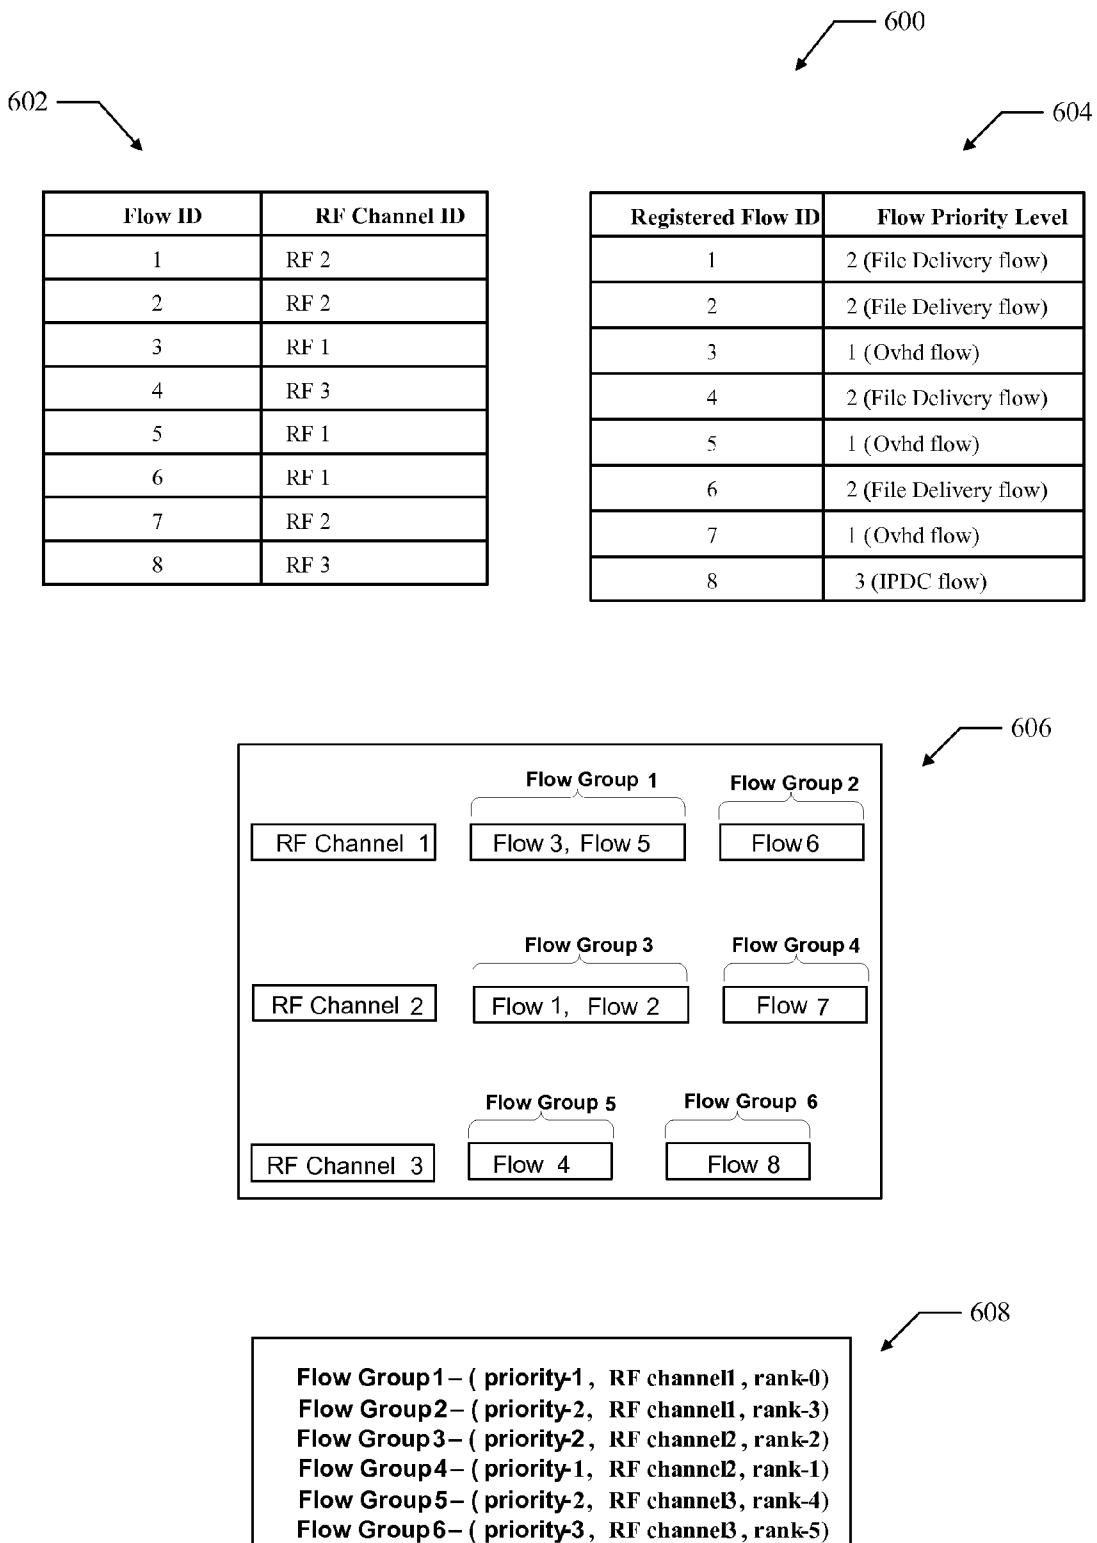 600
602
604
Flow ID RF Channel ID
1 RF 2
2 RF 2
3 RF 1
4 RF 3
5 RF 1
6 RF 1
7 RF 2
8 RF 3
Registered Flow ID Flow Priority Level
1 2 (File Delivery flow)
2 2 (File Delivery flow)
3 1 (Ovhd flow)
4 2 (File Delivery flow)
5 1 (Ovhd flow)
6 2 (File Delivery flow)
7 1 (Ovhd flow)
8 3 (IPDC flow)
606
Flow Group 1 Flow Group 2
RF Channel 1 Flow 3, Flow 5 Flow 6
Flow Group 3 Flow Group 4
RF Channel 2 Flow 1, Flow 2 Flow 7
Flow Group 5 Flow Group 6
RF Channel 3 Flow 4 Flow 8
608
Flow Group 1 – ( priority-1, RF channel1, rank-0)
Flow Group 2 – ( priority-2, RF channel1, rank-3)
Flow Group 3 – ( priority-2, RF channel2, rank-2)
Flow Group 4 – ( priority-1, RF channel2, rank-1)
Flow Group 5 – ( priority-2, RF channel3, rank-4)
Flow Group 6 – ( priority-3, RF channel3, rank-5)